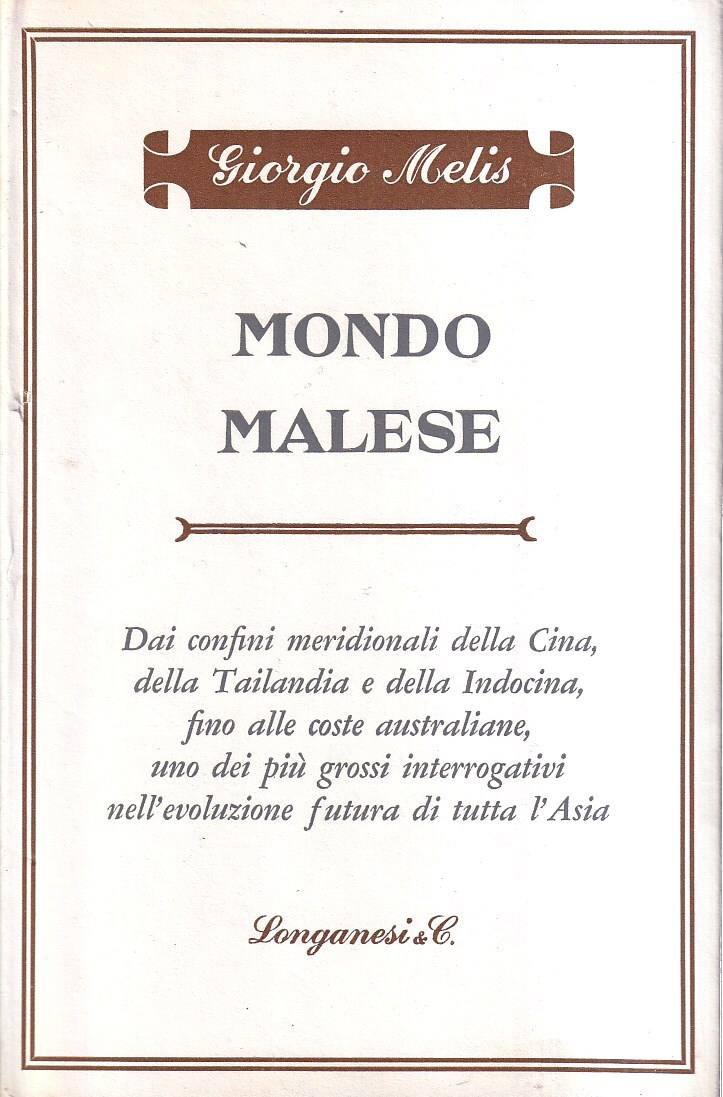 Giorgio Melis
MONDO
MALESE
Dai confini meridionali della Cina,
della Tailandia e della Indocina,
fino alle coste australiane,
uno dei più grossi interrogativi
nell'evoluzione futura di tutta l'Asia
Longanesi & C.